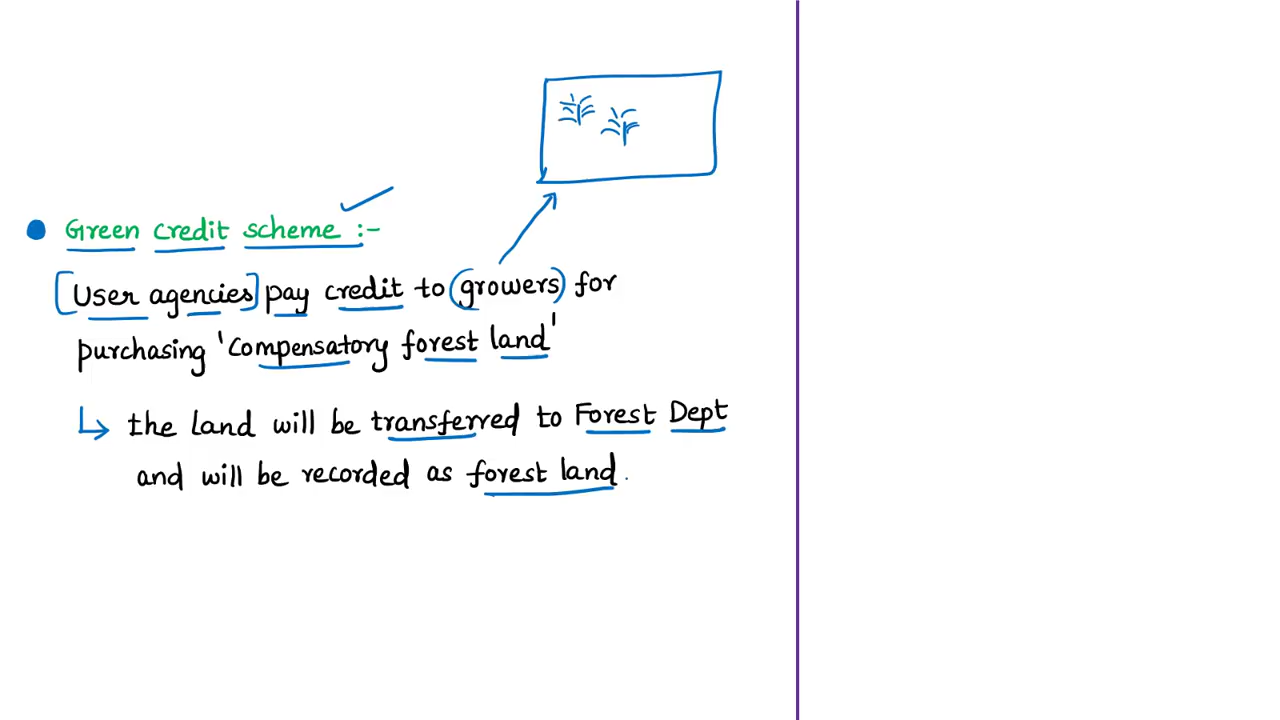 Green credit scheme :-
[User agencies] pay credit to (growers) for
purchasing 'compensatory forest land'
↳ the land will be transferred to Forest Dept
and will be recorded as forest land.